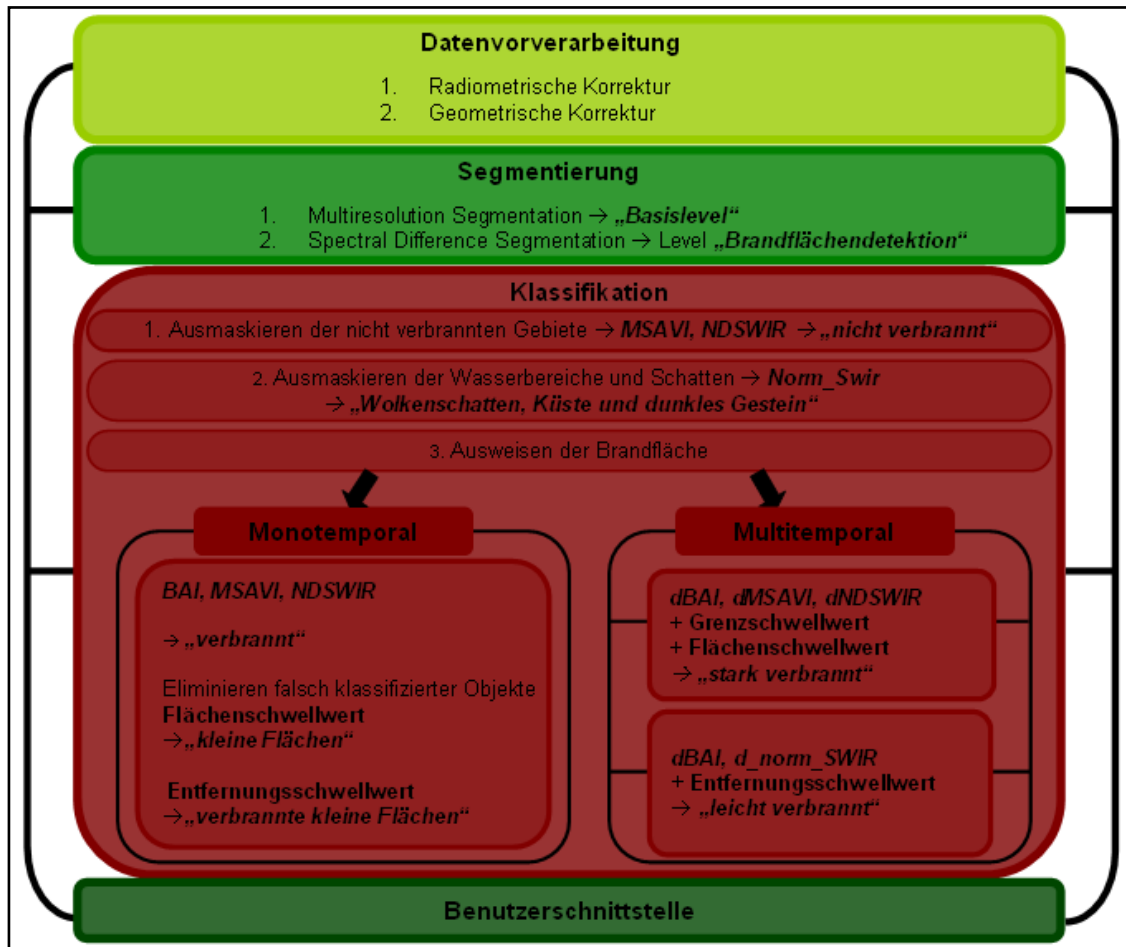 Datenvorverarbeitung
1. Radiometrische Korrektur
2. Geometrische Korrektur
Segmentierung
1. Multiresolution Segmentation → „Basislevel“
2. Spectral Difference Segmentation → Level „Brandflächendetektion“
Klassifikation
1. Ausmaskieren der nicht verbrannten Gebiete → MSAVI, NDSWIR → „nicht verbrannt“
2. Ausmaskieren der Wasserbereiche und Schatten → Norm_Swir
→ „Wolkenschatten, Küste und dunkles Gestein“
3. Ausweisen der Brandfläche
Monotemporal
BAI, MSAVI, NDSWIR
→ „verbrannt“
Eliminieren falsch klassifizierter Objekte
Flächenschwellwert
→ „kleine Flächen“
Entfernungsschwellwert
→ „verbrannte kleine Flächen“
Multitemporal
dBAI, dMSAVI, dNDSWIR
+ Grenzschwellwert
+ Flächenschwellwert
→ „stark verbrannt“
dBAI, d_norm_SWIR
+ Entfernungsschwellwert
→ „leicht verbrannt“
Benutzerschnittstelle